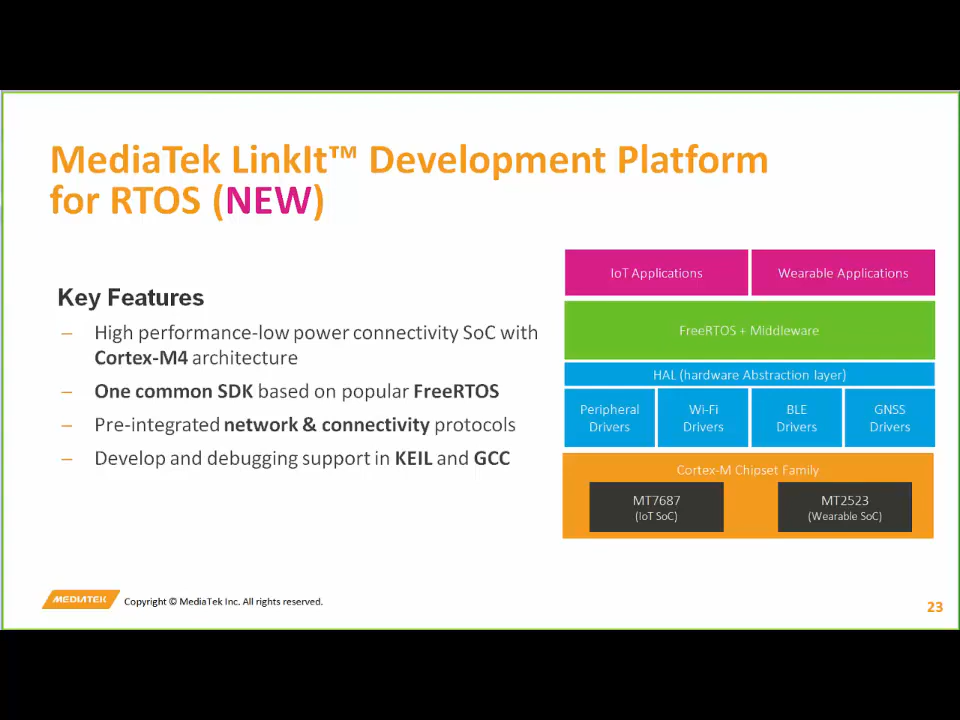 MediaTek LinkIt™ Development Platform
for RTOS (NEW)
Key Features
– High performance-low power connectivity SoC with
Cortex-M4 architecture
– One common SDK based on popular FreeRTOS
– Pre-integrated network & connectivity protocols
– Develop and debugging support in KEIL and GCC
IoT Applications
Wearable Applications
FreeRTOS + Middleware
HAL (hardware Abstraction layer)
Peripheral
Drivers
Wi-Fi
Drivers
BLE
Drivers
GNSS
Drivers
Cortex-M Chipset Family
MT7687
(IoT SoC)
MT2523
(Wearable SoC)
MEDIATEK
Copyright © MediaTek Inc. All rights reserved.
23